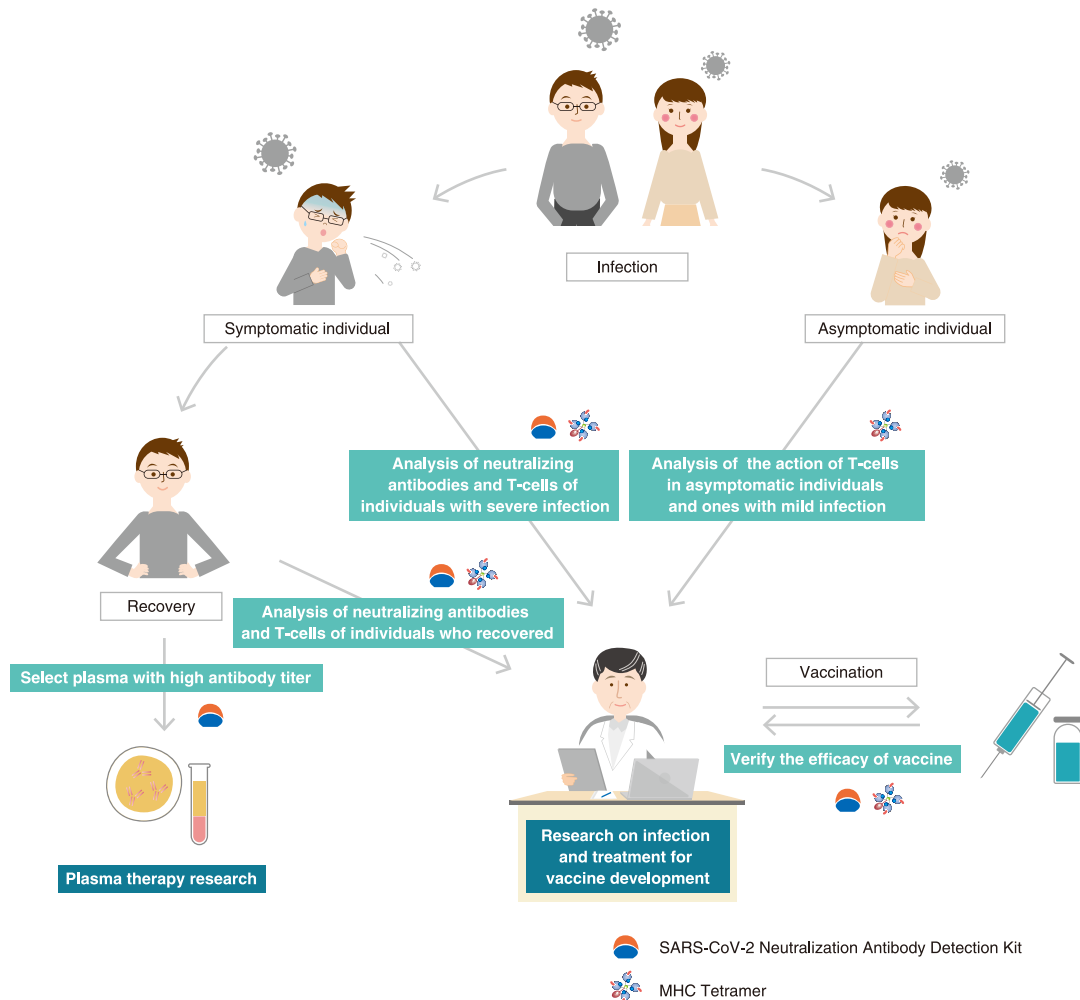 Infection
Symptomatic individual
Asymptomatic individual
Analysis of neutralizing
antibodies and T-cells of
individuals with severe infection
Analysis of the action of T-cells
in asymptomatic individuals
and ones with mild infection
Recovery
Analysis of neutralizing antibodies
and T-cells of individuals who recovered
Select plasma with high antibody titer
Vaccination
Verify the efficacy of vaccine
Plasma therapy research
Research on infection
and treatment for
vaccine development
SARS-CoV-2 Neutralization Antibody Detection Kit
MHC Tetramer